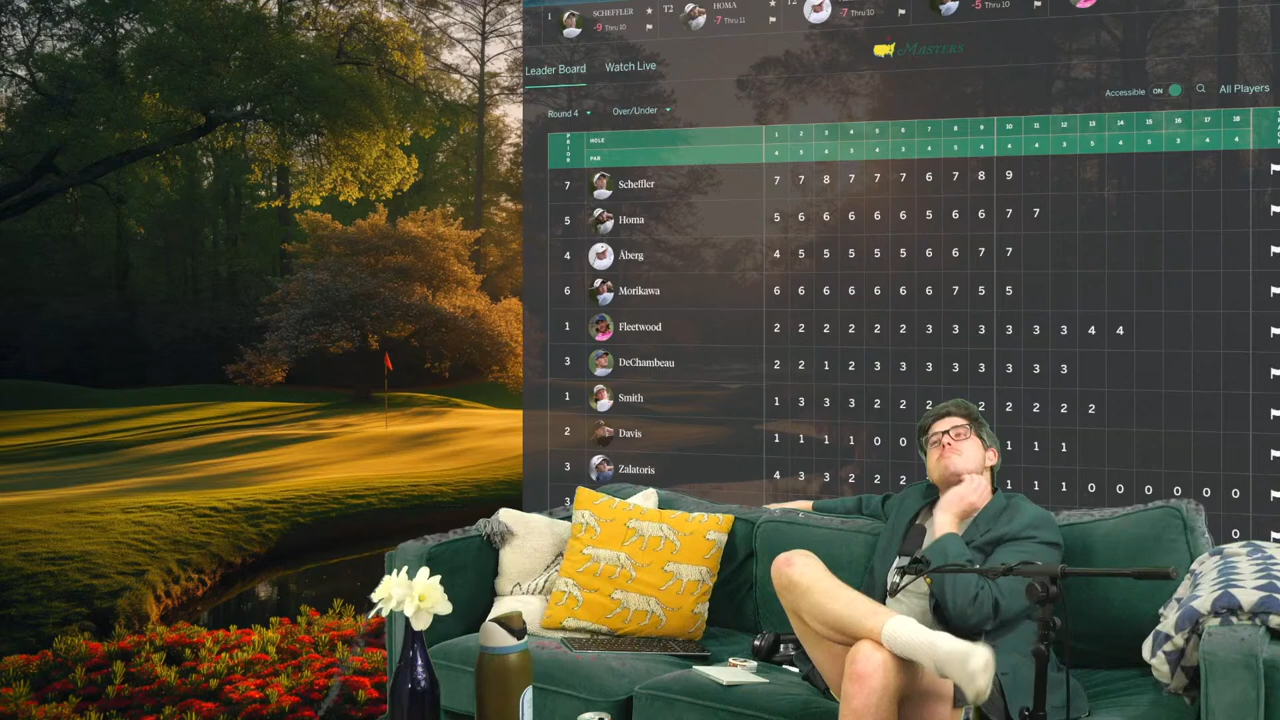 1 SCHEFFLER -9 Thru 10
T2 HOMA -7 Thru 11
-7 Thru 10
-5 Thru 10
Masters
Leader Board Watch Live
Accessible ON All Players
Round 4 Over/Under
PRIOR HOLE 1 2 3 4 5 6 7 8 9 10 11 12 13 14 15 16 17 18
PAR 4 5 4 3 4 3 4 5 4 4 4 3 5 4 5 3 4 4
7 Scheffler 7 7 8 7 7 7 6 7 8 9
5 Homa 5 6 6 6 6 6 5 6 6 7 7
4 Åberg 4 5 5 5 5 5 6 6 7 7
6 Morikawa 6 6 6 6 6 6 6 7 5 5
1 Fleetwood 2 2 2 2 2 2 3 3 3 3 3 3 4 4
3 DeChambeau 2 2 1 2 3 3 3 3 3 3 3 3
1 Smith 1 3 3 3 2 2 2 2 2 2 2 2
2 Davis 1 1 1 1 0 0 1 1 1
3 Zalatoris 4 3 3 2 2 2 1 1 1 0 0 0 0 0 0
3 0